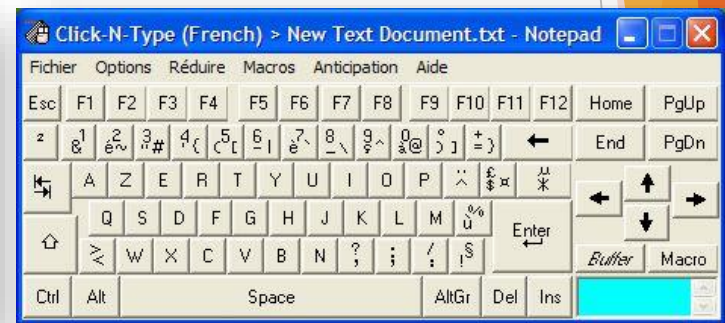 Click-N-Type (French) > New Text Document.txt - Notepad
Fichier Options Réduire Macros Anticipation Aide
Esc F1 F2 F3 F4 F5 F6 F7 F8 F9 F10 F11 F12 Home PgUp
² & 1 é 2 ~ " 3 # ' 4 { ( 5 [ - 6 | è 7 ` _ 8 \ ç 9 ^ à 0 @ ) ° ] = + } ← End PgDn
A Z E R T Y U I O P ¨ ^ £ $ ¤ µ *
Q S D F G H J K L M % ù Enter
> < W X C V B N ? , . ; / : § ! Buffer Macro
Ctrl Alt Space AltGr Del Ins